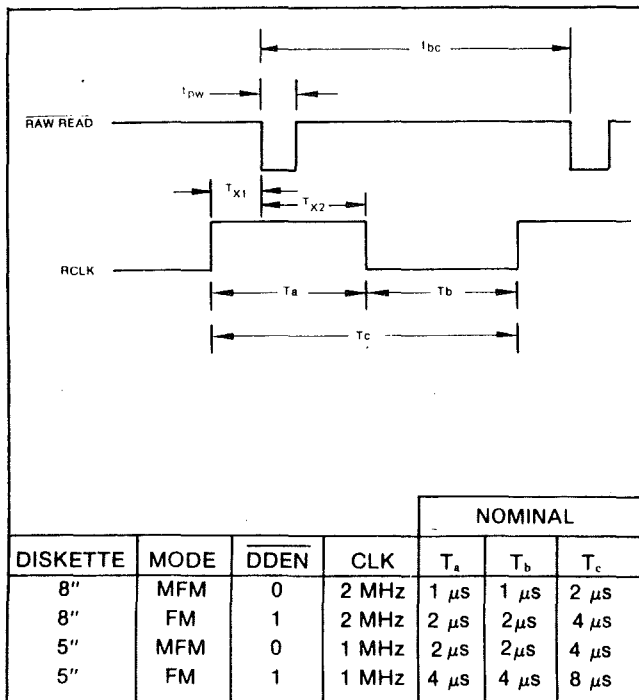 tbc
tpw
RAW READ
TX1
TX2
RCLK
Ta
Tb
Tc
NOMINAL
DISKETTE MODE DDEN CLK Ta Tb Tc
8" MFM 0 2 MHz 1 µs 1 µs 2 µs
8" FM 1 2 MHz 2 µs 2µs 4 µs
5" MFM 0 1 MHz 2 µs 2µs 4 µs
5" FM 1 1 MHz 4 µs 4 µs 8 µs